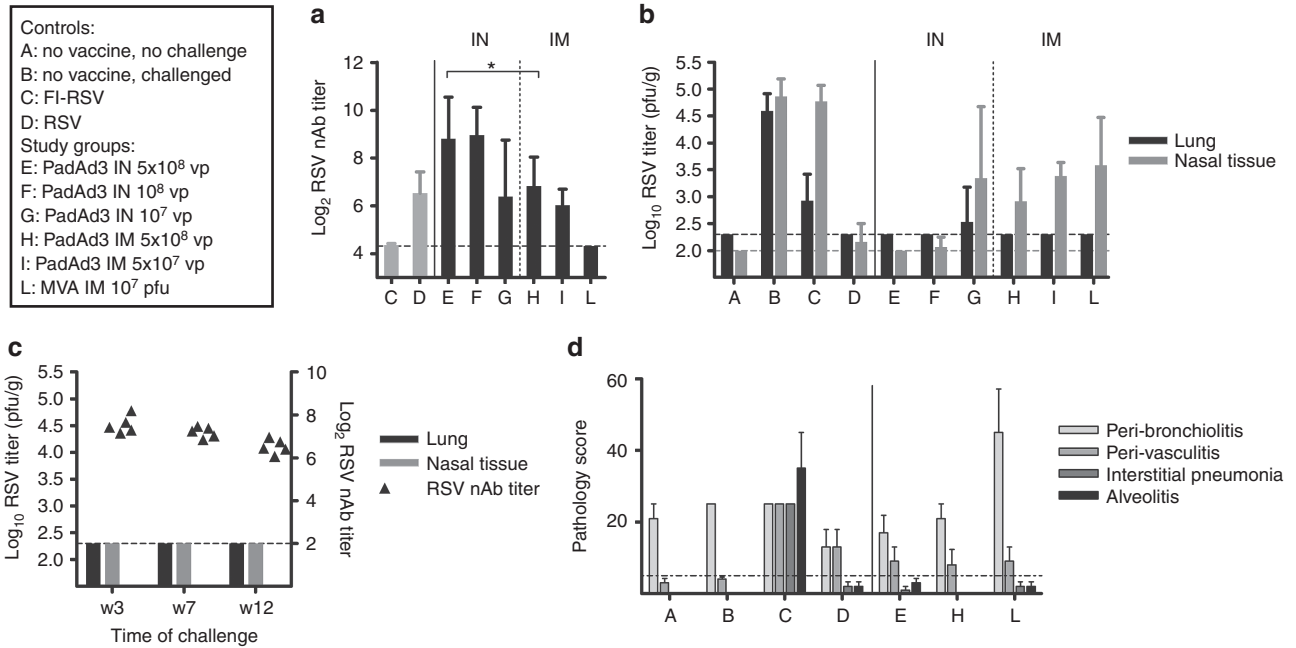 Controls:
A: no vaccine, no challenge
B: no vaccine, challenged
C: FI-RSV
D: RSV
Study groups:
E: PadAd3 IN 5x10⁸ vp
F: PadAd3 IN 10⁸ vp
G: PadAd3 IN 10⁷ vp
H: PadAd3 IM 5x10⁸ vp
I: PadAd3 IM 5x10⁷ vp
L: MVA IM 10⁷ pfu
a
IN IM
*
Log₂ RSV nAb titer
12
10
8
6
4
C D E F G H I L
b
IN IM
Log₁₀ RSV titer (pfu/g)
5.5
5.0
4.5
4.0
3.5
3.0
2.5
2.0
A B C D E F G H I L
Lung
Nasal tissue
c
Log₁₀ RSV titer (pfu/g)
5.5
5.0
4.5
4.0
3.5
3.0
2.5
2.0
10
8
6
4
2
Log₂ RSV nAb titer
w3 w7 w12
Time of challenge
Lung
Nasal tissue
RSV nAb titer
d
Pathology score
60
40
20
A B C D E H L
Peri-bronchiolitis
Peri-vasculitis
Interstitial pneumonia
Alveolitis